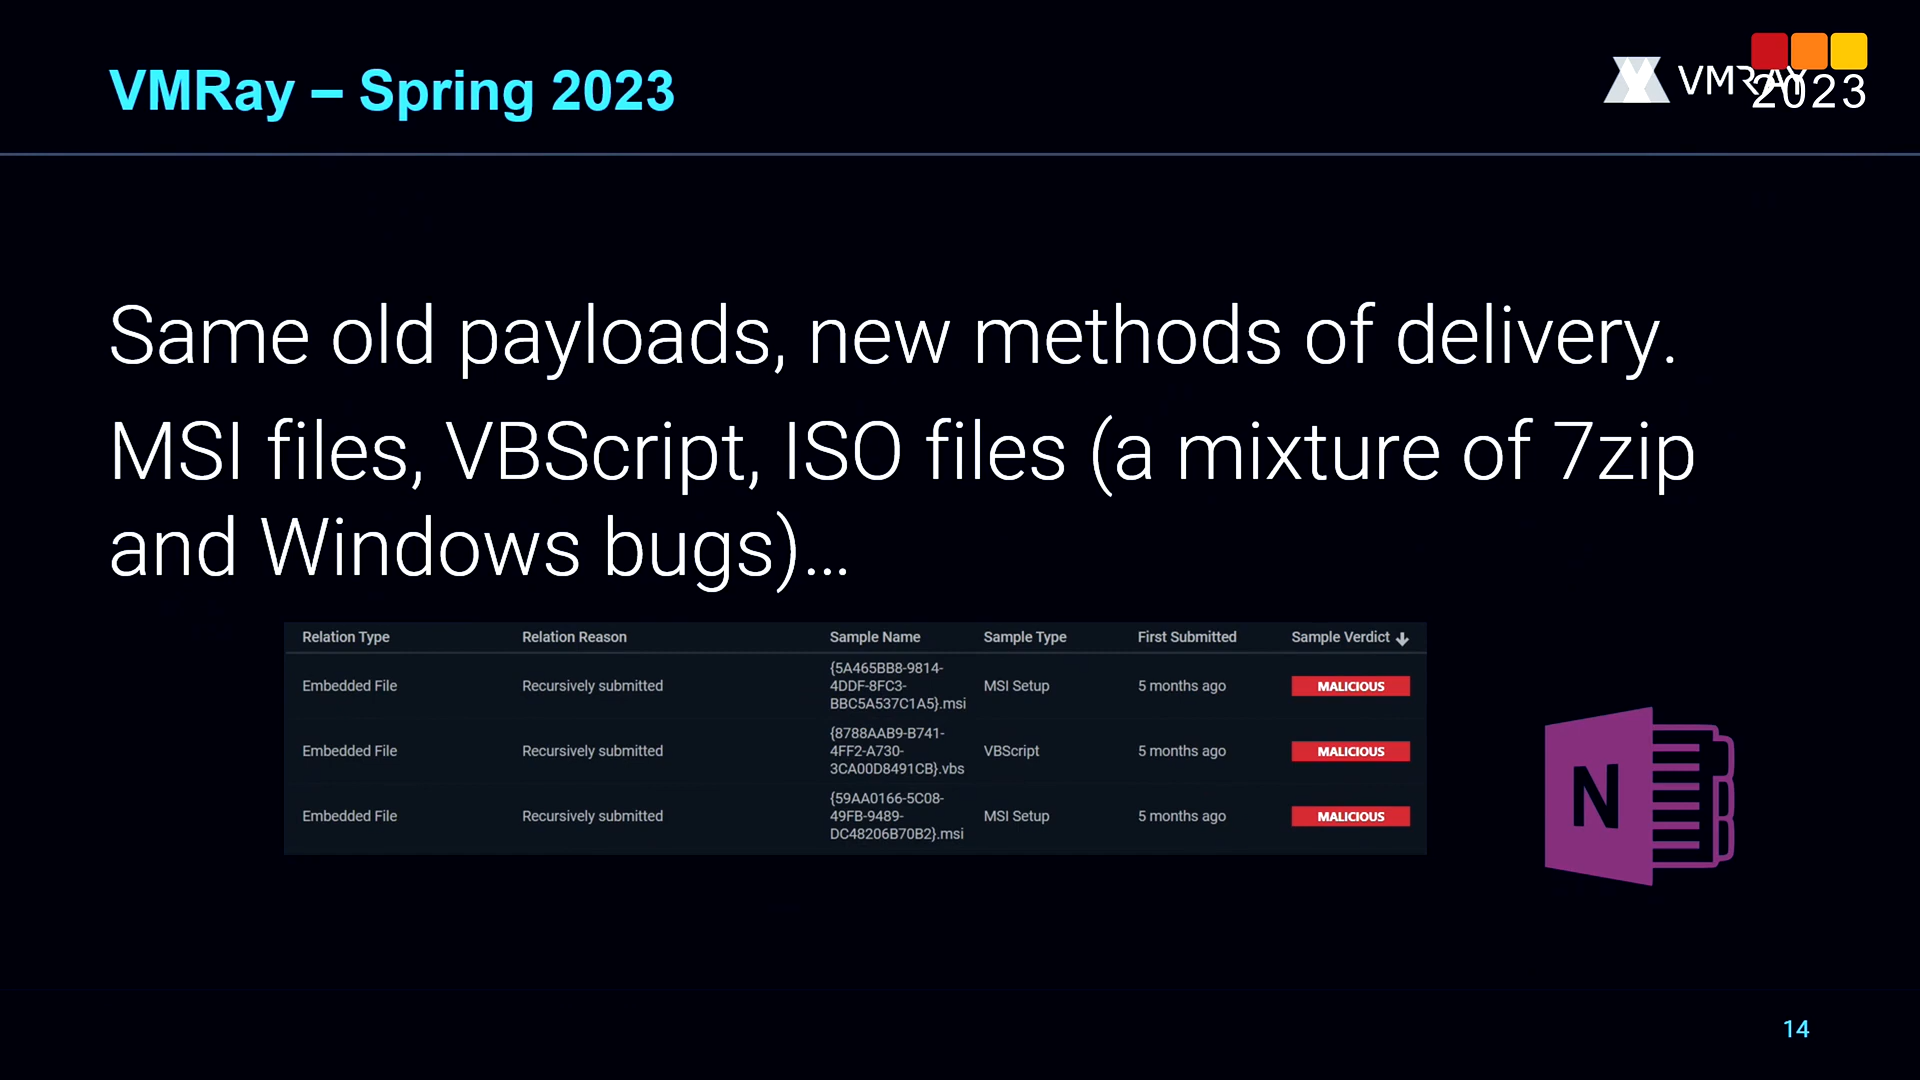 VMRay – Spring 2023
VMRAY
2023
Same old payloads, new methods of delivery.
MSI files, VBScript, ISO files (a mixture of 7zip
and Windows bugs)...
Relation Type Relation Reason Sample Name Sample Type First Submitted Sample Verdict
{5A465BB8-9814-
Embedded File Recursively submitted 4DDF-8FC3- MSI Setup 5 months ago MALICIOUS
BBC5A537C1A5}.msi
{8788AAB9-B741-
Embedded File Recursively submitted 4FF2-A730- VBScript 5 months ago MALICIOUS
3CA00D8491CB}.vbs
{59AA0166-5C08-
Embedded File Recursively submitted 49FB-9489- MSI Setup 5 months ago MALICIOUS
DC48206B70B2}.msi
N
14